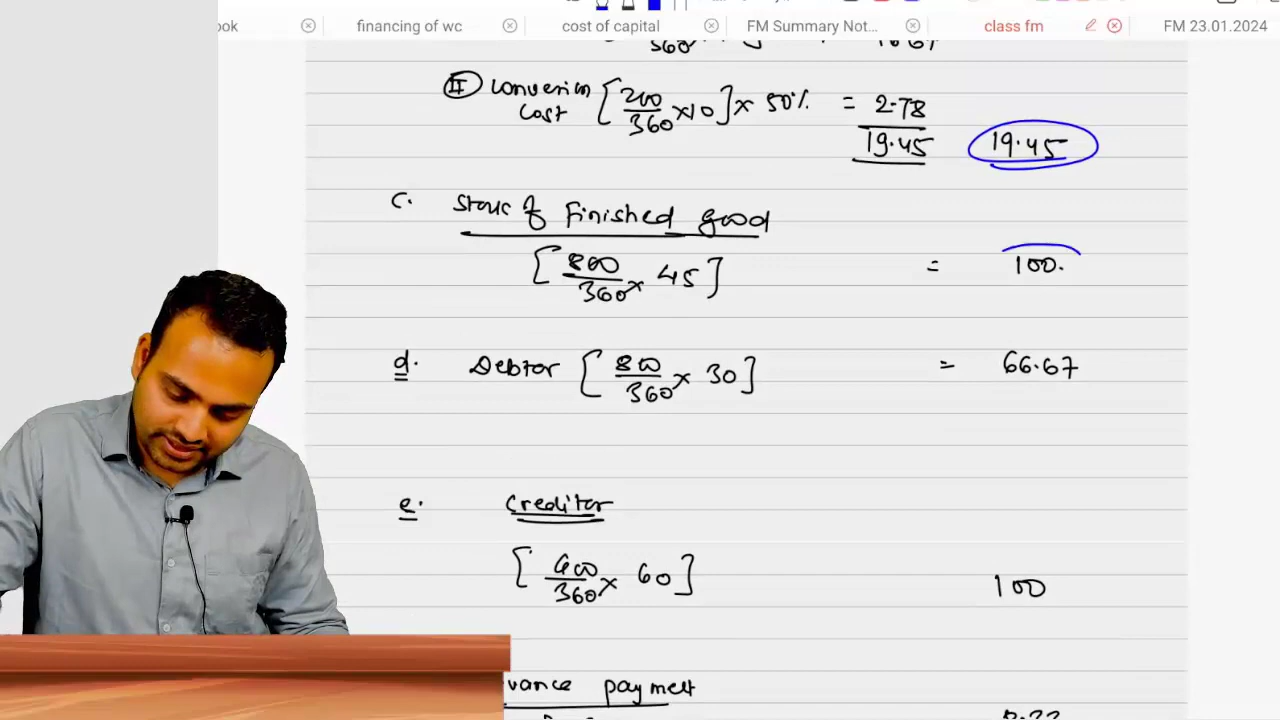 ook financing of wc cost of capital FM Summary Not... class fm FM 23.01.2024
360
II Conversion Cost [200/360 × 10] × 50% = 2.78
19.45 19.45
c. Stock of Finished good
[800/360 × 45] = 100.
d. Debtor [800/360 × 30] = 66.67
e. Creditor
[600/360 × 60] 100
vance payment